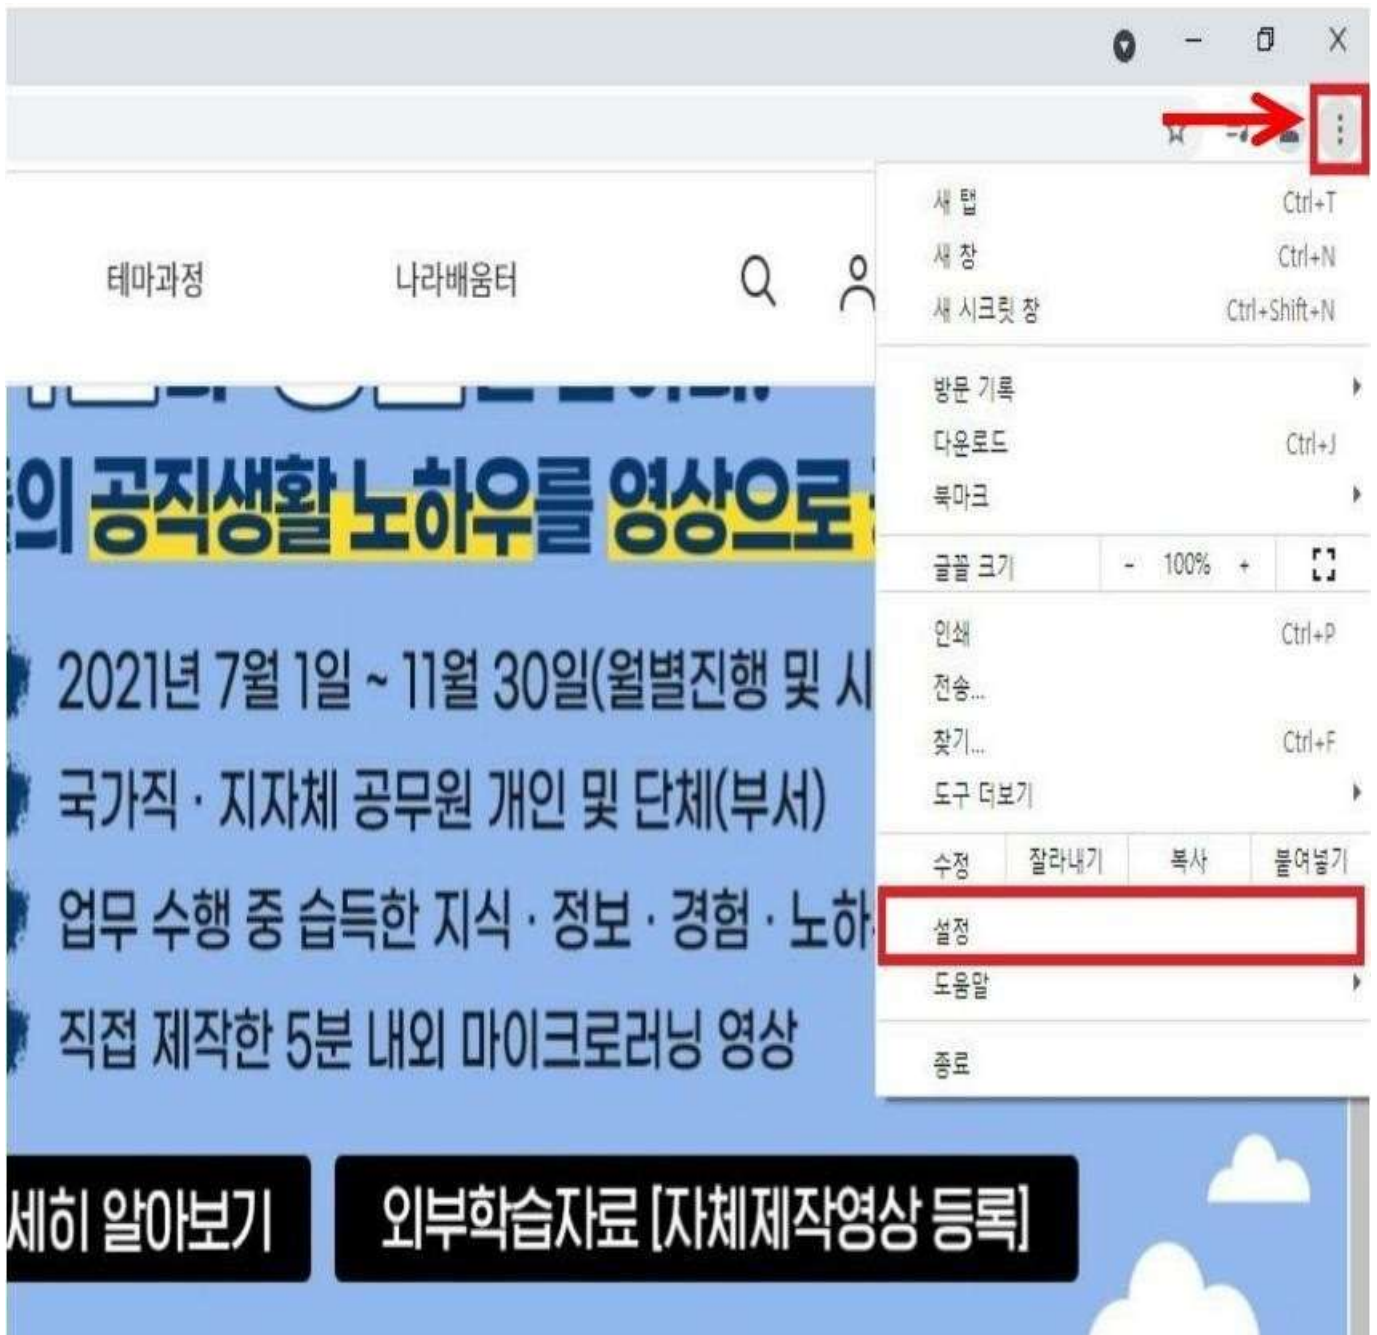 새 탭 Ctrl+T
새 창 Ctrl+N
새 시크릿 창 Ctrl+Shift+N
방문 기록
다운로드 Ctrl+J
북마크
글꼴 크기 - 100% +
인쇄 Ctrl+P
전송...
찾기... Ctrl+F
도구 더보기
수정 잘라내기 복사 붙여넣기
설정
도움말
종료
테마과정 나라배움터
의 공직생활 노하우를 영상으로
2021년 7월 1일 ~ 11월 30일(월별진행 및 시
국가직 · 지자체 공무원 개인 및 단체(부서)
업무 수행 중 습득한 지식 · 정보 · 경험 · 노하
직접 제작한 5분 내외 마이크로러닝 영상
세히 알아보기
외부학습자료 [자체제작영상 등록]